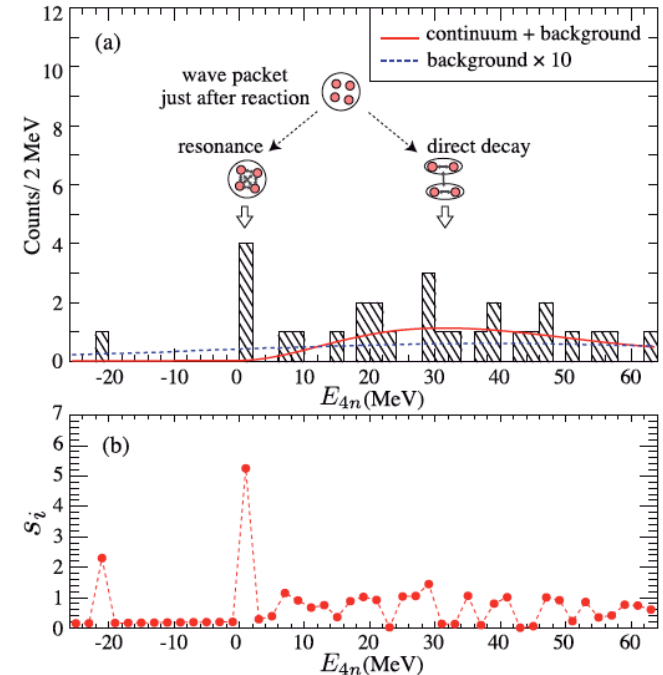 12
10
8
6
4
2
0
Counts/ 2 MeV
(a)
continuum + background
background × 10
wave packet
just after reaction
resonance
direct decay
-20 -10 0 10 20 30 40 50 60
E4n(MeV)
7
6
5
4
3
2
1
0
si
(b)
-20 -10 0 10 20 30 40 50 60
E4n(MeV)